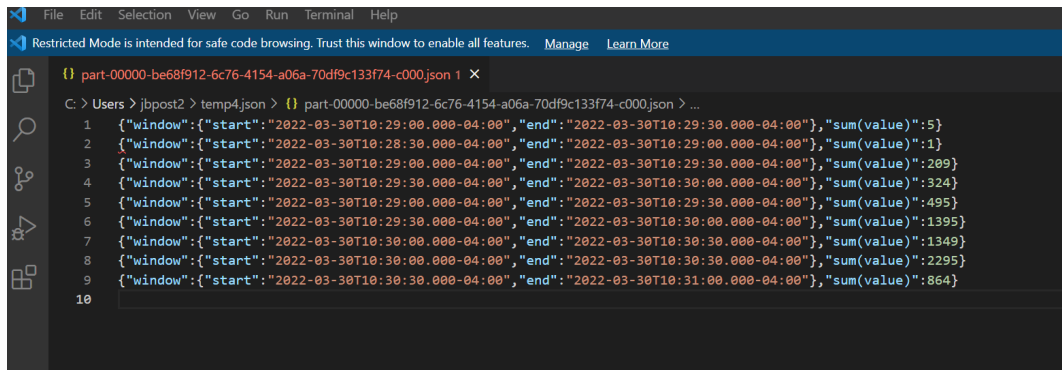 File Edit Selection View Go Run Terminal Help
Restricted Mode is intended for safe code browsing. Trust this window to enable all features. Manage Learn More
{} part-00000-be68f912-6c76-4154-a06a-70df9c133f74-c000.json 1 ✕
C: > Users > jbpost2 > temp4.json > {} part-00000-be68f912-6c76-4154-a06a-70df9c133f74-c000.json > ...
1 {"window":{"start":"2022-03-30T10:29:00.000-04:00","end":"2022-03-30T10:29:30.000-04:00"},"sum(value)":5}
2 {"window":{"start":"2022-03-30T10:28:30.000-04:00","end":"2022-03-30T10:29:00.000-04:00"},"sum(value)":1}
3 {"window":{"start":"2022-03-30T10:29:00.000-04:00","end":"2022-03-30T10:29:30.000-04:00"},"sum(value)":209}
4 {"window":{"start":"2022-03-30T10:29:30.000-04:00","end":"2022-03-30T10:30:00.000-04:00"},"sum(value)":324}
5 {"window":{"start":"2022-03-30T10:29:00.000-04:00","end":"2022-03-30T10:29:30.000-04:00"},"sum(value)":495}
6 {"window":{"start":"2022-03-30T10:29:30.000-04:00","end":"2022-03-30T10:30:00.000-04:00"},"sum(value)":1395}
7 {"window":{"start":"2022-03-30T10:30:00.000-04:00","end":"2022-03-30T10:30:30.000-04:00"},"sum(value)":1349}
8 {"window":{"start":"2022-03-30T10:30:00.000-04:00","end":"2022-03-30T10:30:30.000-04:00"},"sum(value)":2295}
9 {"window":{"start":"2022-03-30T10:30:30.000-04:00","end":"2022-03-30T10:31:00.000-04:00"},"sum(value)":864}
10